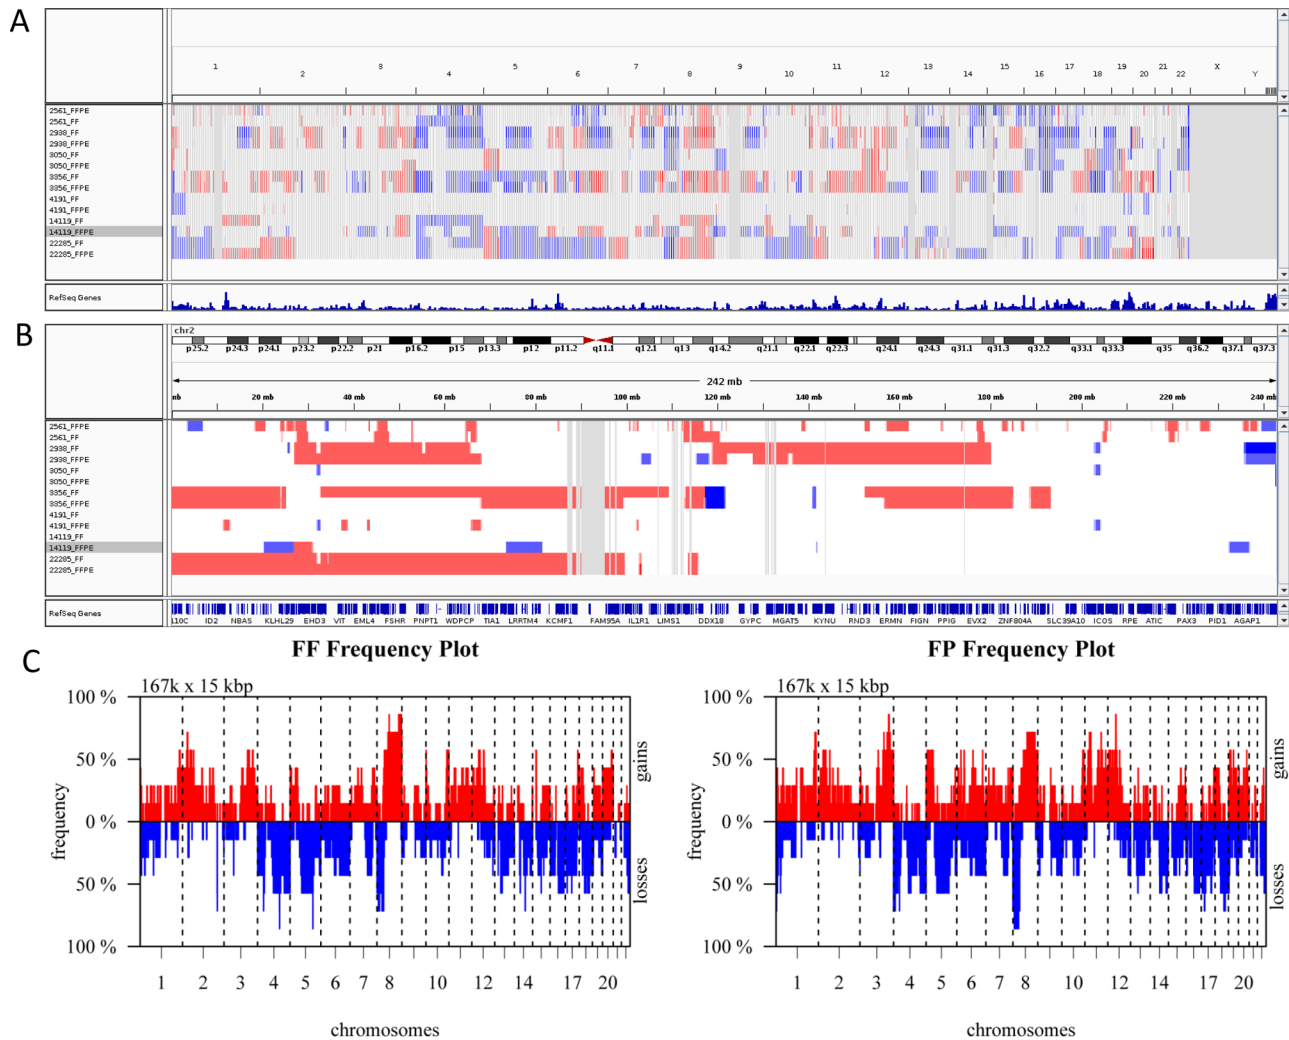 A
1 2 3 4 5 6 7 8 9 10 11 12 13 14 15 16 17 18 19 20 21 22 X Y
2561_FFPE
2561_FF
2938_FF
2938_FFPE
3050_FF
3050_FFPE
3356_FF
3356_FFPE
4191_FF
4191_FFPE
14119_FF
14119_FFPE
22285_FF
22285_FFPE
RefSeq Genes
B
chr2
p25.2 p24.3 p24.1 p23.2 p22.2 p21 p16.2 p15 p13.3 p12 p11.2 q11.1 q12.1 q13 q14.2 q21.1 q22.1 q22.3 q24.1 q24.3 q31.1 q31.3 q32.2 q33.1 q33.3 q35 q36.2 q37.1 q37.3
242 mb
mb 20 mb 40 mb 60 mb 80 mb 100 mb 120 mb 140 mb 160 mb 180 mb 200 mb 220 mb 240 mb
2561_FFPE
2561_FF
2938_FF
2938_FFPE
3050_FF
3050_FFPE
3356_FF
3356_FFPE
4191_FF
4191_FFPE
14119_FF
14119_FFPE
22285_FF
22285_FFPE
RefSeq Genes
L10C ID2 NBAS KLHL29 EHD3 VIT EML4 FSHR PNPT1 WDPCP TIA1 LRRTM4 KCMF1 FAM95A IL1R1 LIMS1 DDX18 GYPC MGAT5 KYNU RND3 ERMN FIGN PPIG EVX2 ZNF804A SLC39A10 ICOS RPE ATIC PAX3 PID1 AGAP1
C
FF Frequency Plot
167k x 15 kbp
100 %
50 %
0 %
50 %
100 %
frequency
gains
losses
1 2 3 4 5 6 7 8 10 12 14 17 20
chromosomes
FP Frequency Plot
167k x 15 kbp
100 %
50 %
0 %
50 %
100 %
frequency
gains
losses
1 2 3 4 5 6 7 8 10 12 14 17 20
chromosomes